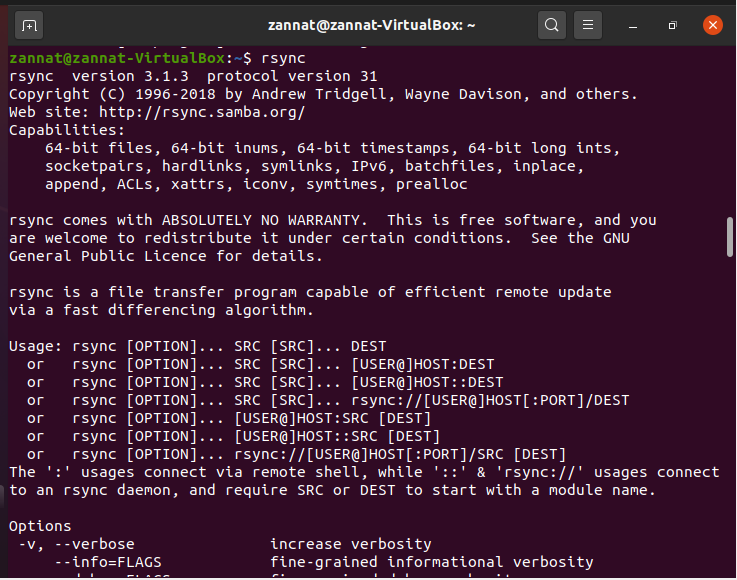 zannat@zannat-VirtualBox: ~
zannat@zannat-VirtualBox:~$ rsync
rsync  version 3.1.3  protocol version 31
Copyright (C) 1996-2018 by Andrew Tridgell, Wayne Davison, and others.
Web site: http://rsync.samba.org/
Capabilities:
    64-bit files, 64-bit inums, 64-bit timestamps, 64-bit long ints,
    socketpairs, hardlinks, symlinks, IPv6, batchfiles, inplace,
    append, ACLs, xattrs, iconv, symtimes, prealloc

rsync comes with ABSOLUTELY NO WARRANTY.  This is free software, and you
are welcome to redistribute it under certain conditions.  See the GNU
General Public Licence for details.

rsync is a file transfer program capable of efficient remote update
via a fast differencing algorithm.

Usage: rsync [OPTION]... SRC [SRC]... DEST
  or   rsync [OPTION]... SRC [SRC]... [USER@]HOST:DEST
  or   rsync [OPTION]... SRC [SRC]... [USER@]HOST::DEST
  or   rsync [OPTION]... SRC [SRC]... rsync://[USER@]HOST[:PORT]/DEST
  or   rsync [OPTION]... [USER@]HOST:SRC [DEST]
  or   rsync [OPTION]... [USER@]HOST::SRC [DEST]
  or   rsync [OPTION]... rsync://[USER@]HOST[:PORT]/SRC [DEST]
The ':' usages connect via remote shell, while '::' & 'rsync://' usages connect
to an rsync daemon, and require SRC or DEST to start with a module name.

Options
 -v, --verbose               increase verbosity
     --info=FLAGS            fine-grained informational verbosity